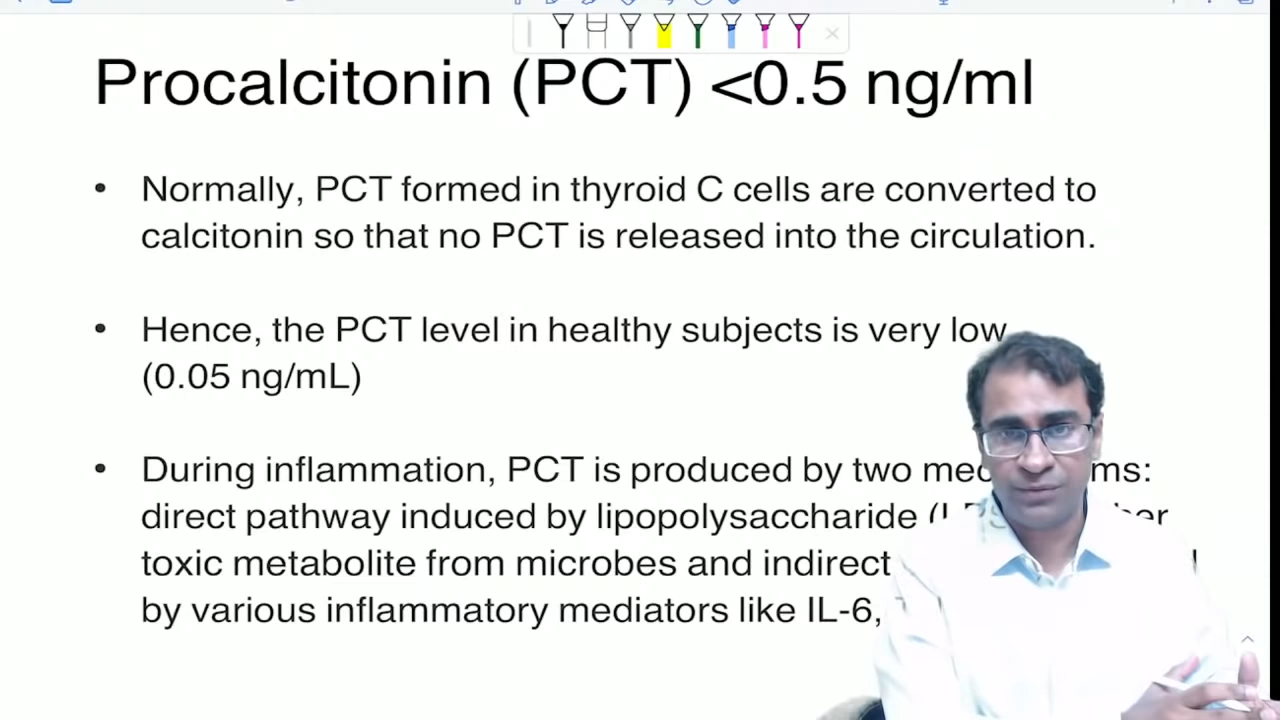 Procalcitonin (PCT) <0.5 ng/ml
• Normally, PCT formed in thyroid C cells are converted to
calcitonin so that no PCT is released into the circulation.
• Hence, the PCT level in healthy subjects is very low
(0.05 ng/mL)
• During inflammation, PCT is produced by two
direct pathway induced by lipopolysaccharide
toxic metabolite from microbes and indirect
by various inflammatory mediators like IL-6,